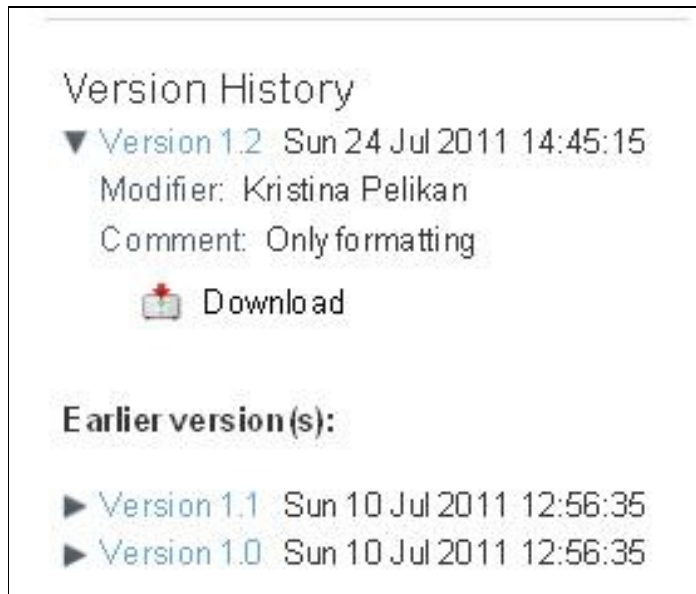 Version History
Version 1.2 Sun 24 Jul 2011 14:45:15
Modifier: Kristina Pelikan
Comment: Only formatting
Download
Earlier version(s):
Version 1.1 Sun 10 Jul 2011 12:56:35
Version 1.0 Sun 10 Jul 2011 12:56:35